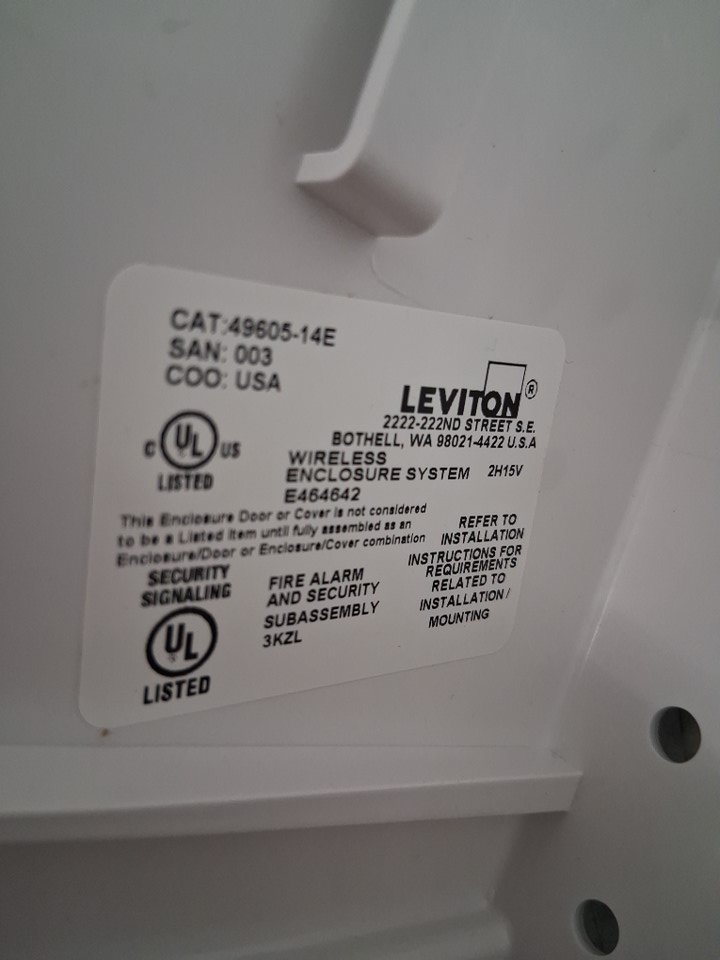 CAT:49605-14E
SAN: 003
COO: USA
LEVITON ®
2222-222ND STREET S.E.
BOTHELL, WA 98021-4422 U.S.A
C UL US
LISTED
WIRELESS
ENCLOSURE SYSTEM 2H15V
E464642
This Enclosure Door or Cover is not considered
to be a Listed Item until fully assembled as an
Enclosure/Door or Enclosure/Cover combination
REFER TO
INSTALLATION
INSTRUCTIONS FOR
REQUIREMENTS
RELATED TO
INSTALLATION /
MOUNTING
SECURITY
SIGNALING
UL
LISTED
FIRE ALARM
AND SECURITY
SUBASSEMBLY
3KZL